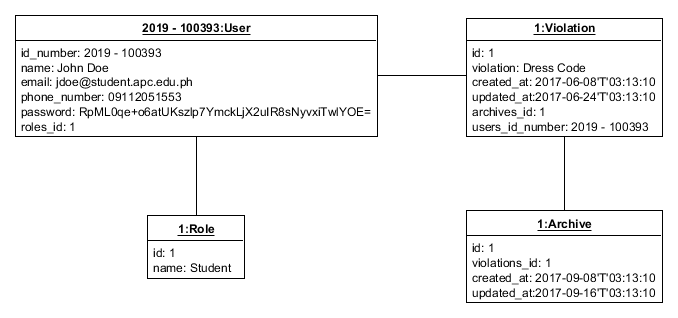 2019 - 100393:User
id_number: 2019 - 100393
name: John Doe
email: jdoe@student.apc.edu.ph
phone_number: 09112051553
password: RpML0qe+o6atUKszlp7YmckLjX2uIR8sNyvxiTwlYOE=
roles_id: 1
1:Violation
id: 1
violation: Dress Code
created_at: 2017-06-08'T'03:13:10
updated_at:2017-06-24'T'03:13:10
archives_id: 1
users_id_number: 2019 - 100393
1:Role
id: 1
name: Student
1:Archive
id: 1
violations_id: 1
created_at: 2017-09-08'T'03:13:10
updated_at:2017-09-16'T'03:13:10